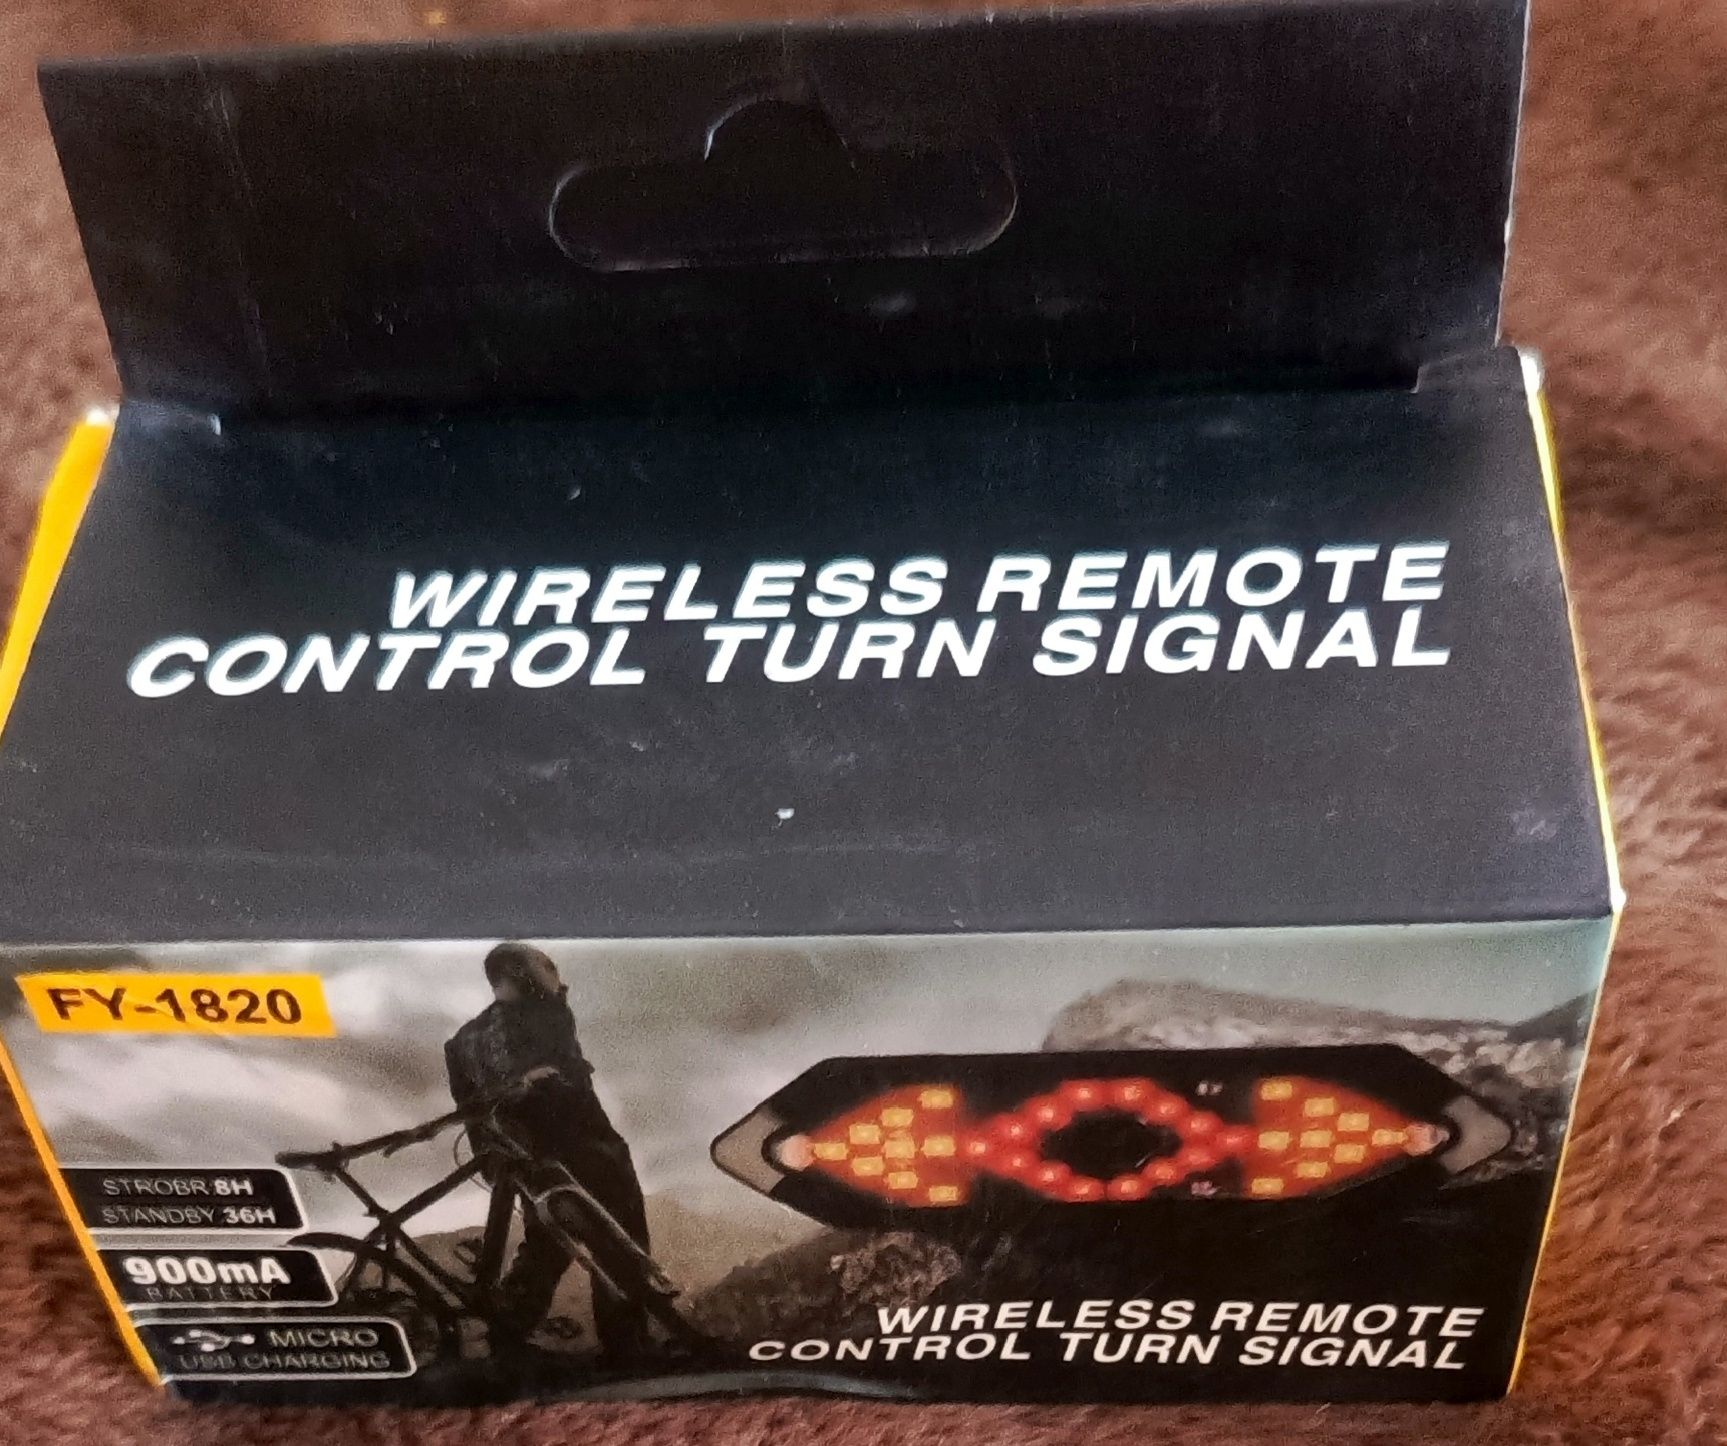 WIRELESS REMOTE
CONTROL TURN SIGNAL
FY-1820
STROBR 8H
STANDBY 36H
900mA
BATTERY
MICRO
USB CHARGING
WIRELESS REMOTE
CONTROL TURN SIGNAL